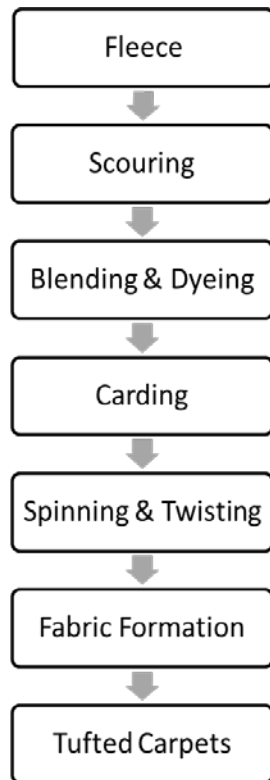 Fleece
Scouring
Blending & Dyeing
Carding
Spinning & Twisting
Fabric Formation
Tufted Carpets